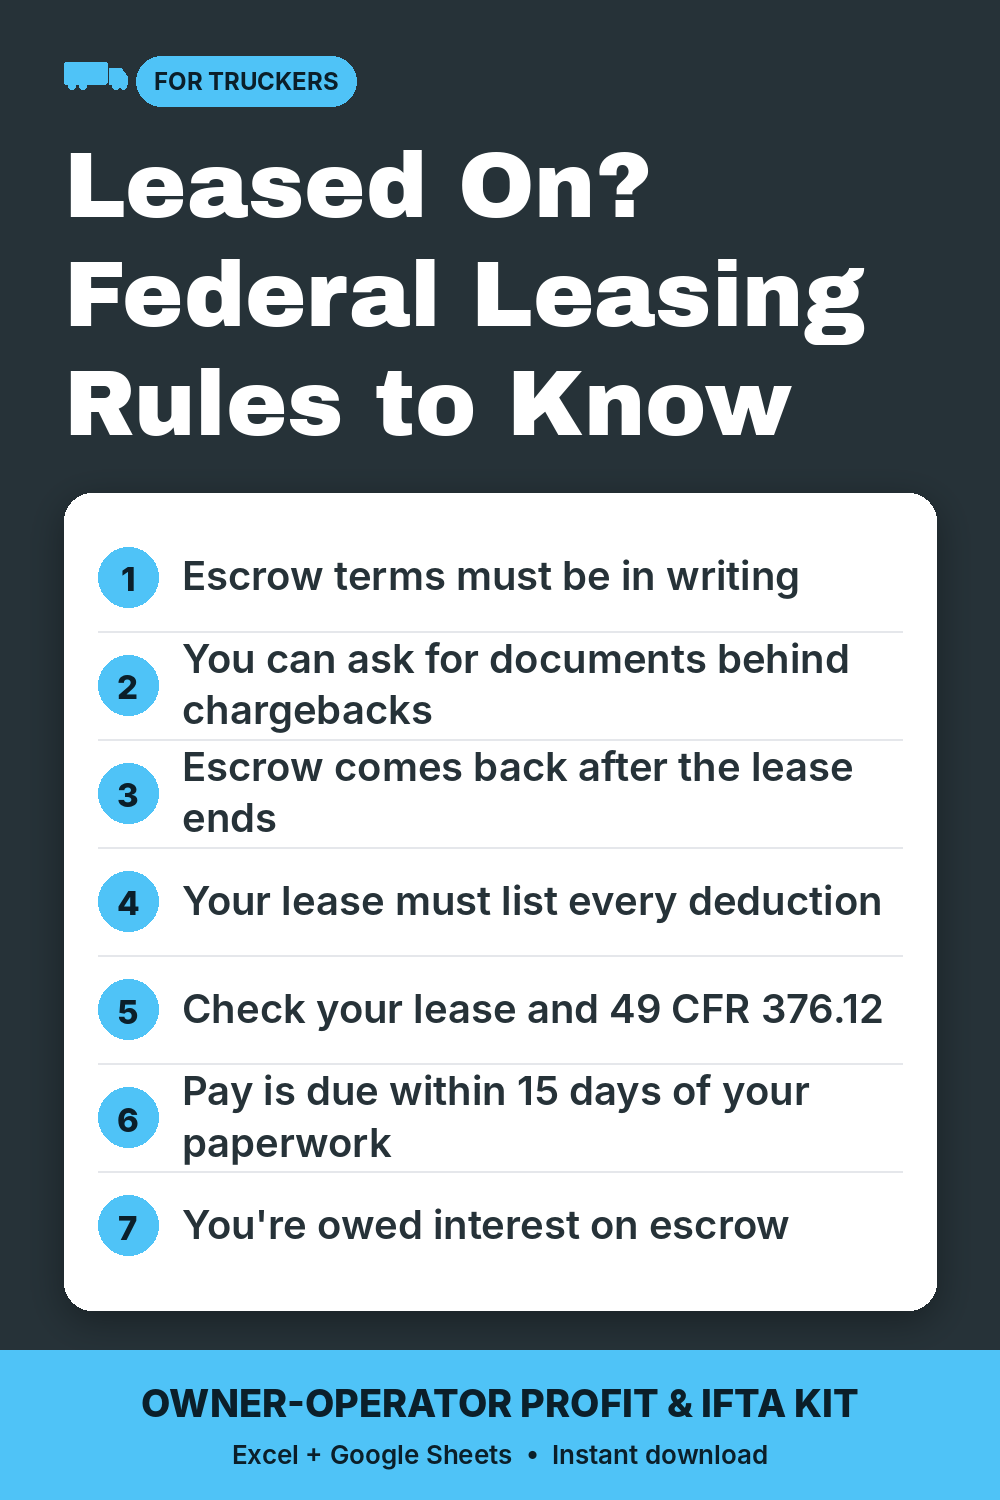 FOR TRUCKERS
Leased On?
Federal Leasing
Rules to Know
1 Escrow terms must be in writing
2 You can ask for documents behind
chargebacks
3 Escrow comes back after the lease
ends
4 Your lease must list every deduction
5 Check your lease and 49 CFR 376.12
6 Pay is due within 15 days of your
paperwork
7 You're owed interest on escrow
OWNER-OPERATOR PROFIT & IFTA KIT
Excel + Google Sheets • Instant download